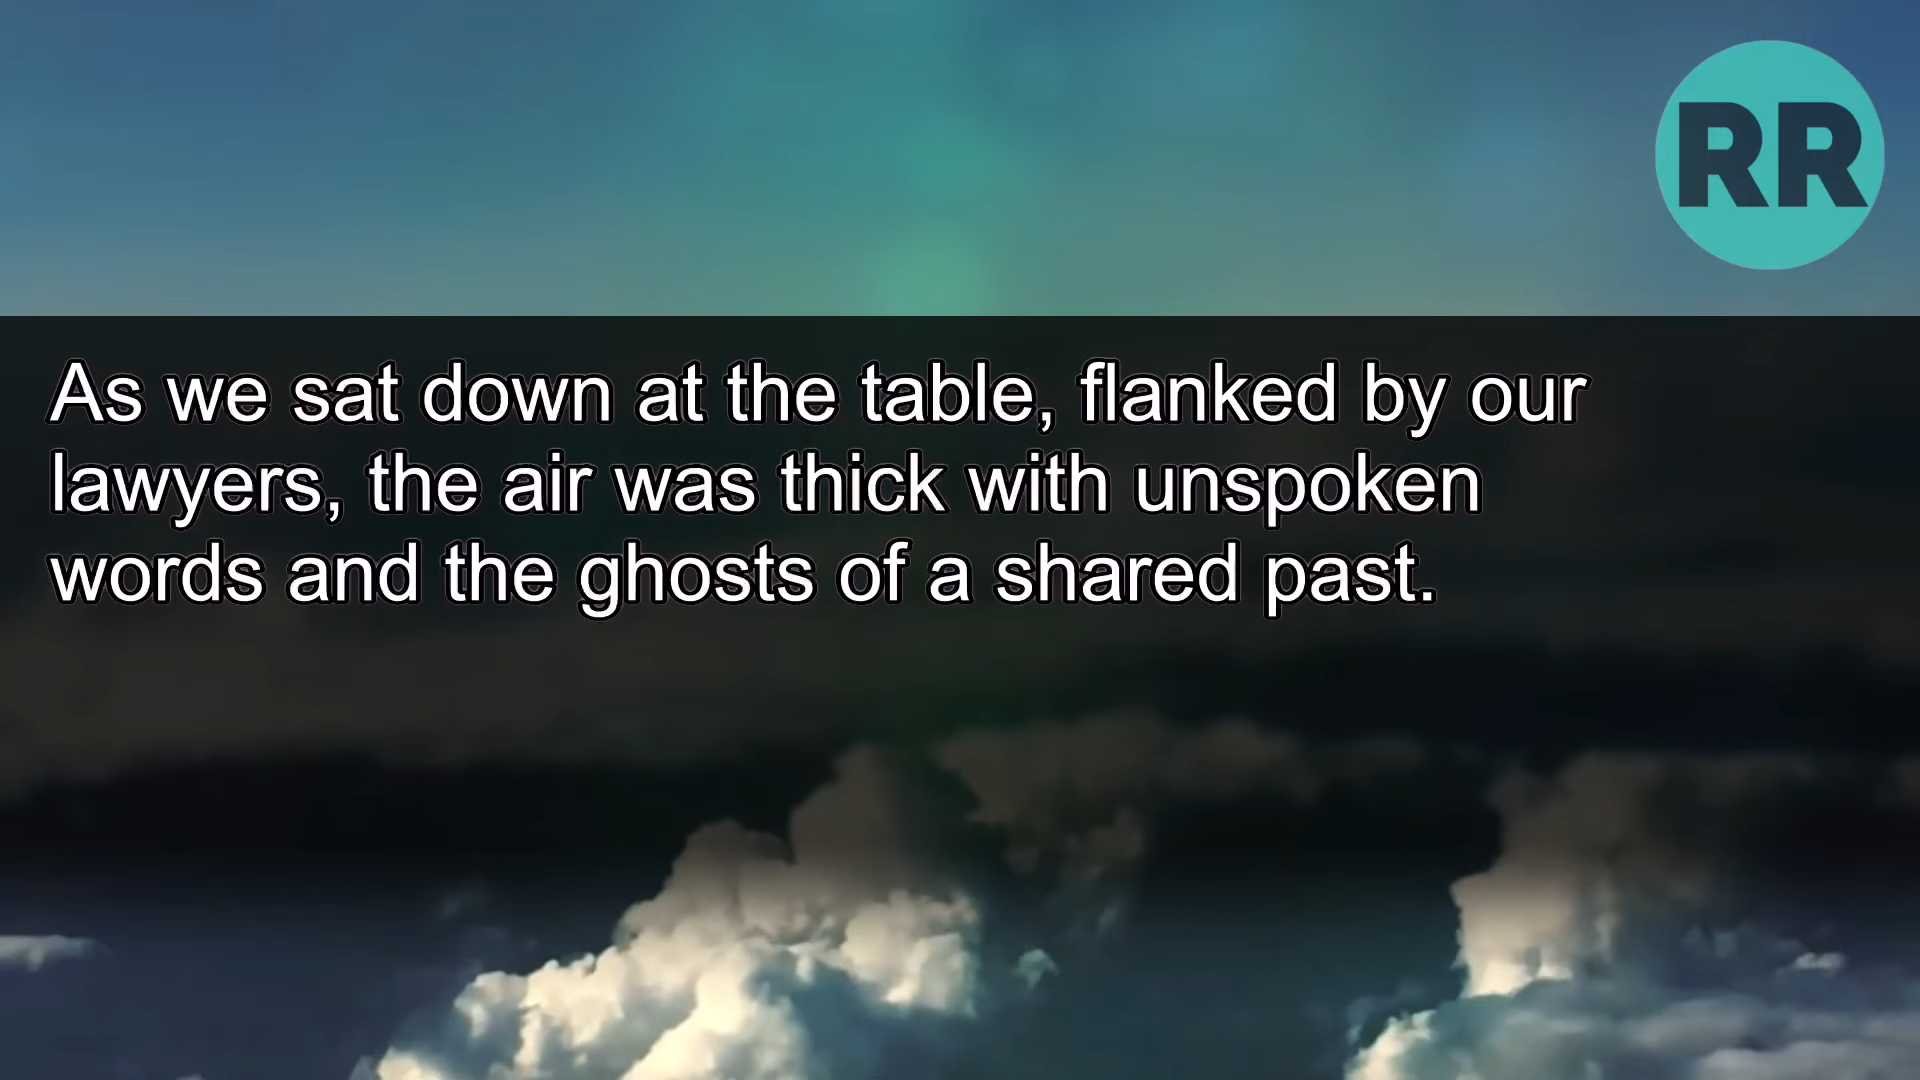 RR
As we sat down at the table, flanked by our
lawyers, the air was thick with unspoken
words and the ghosts of a shared past.